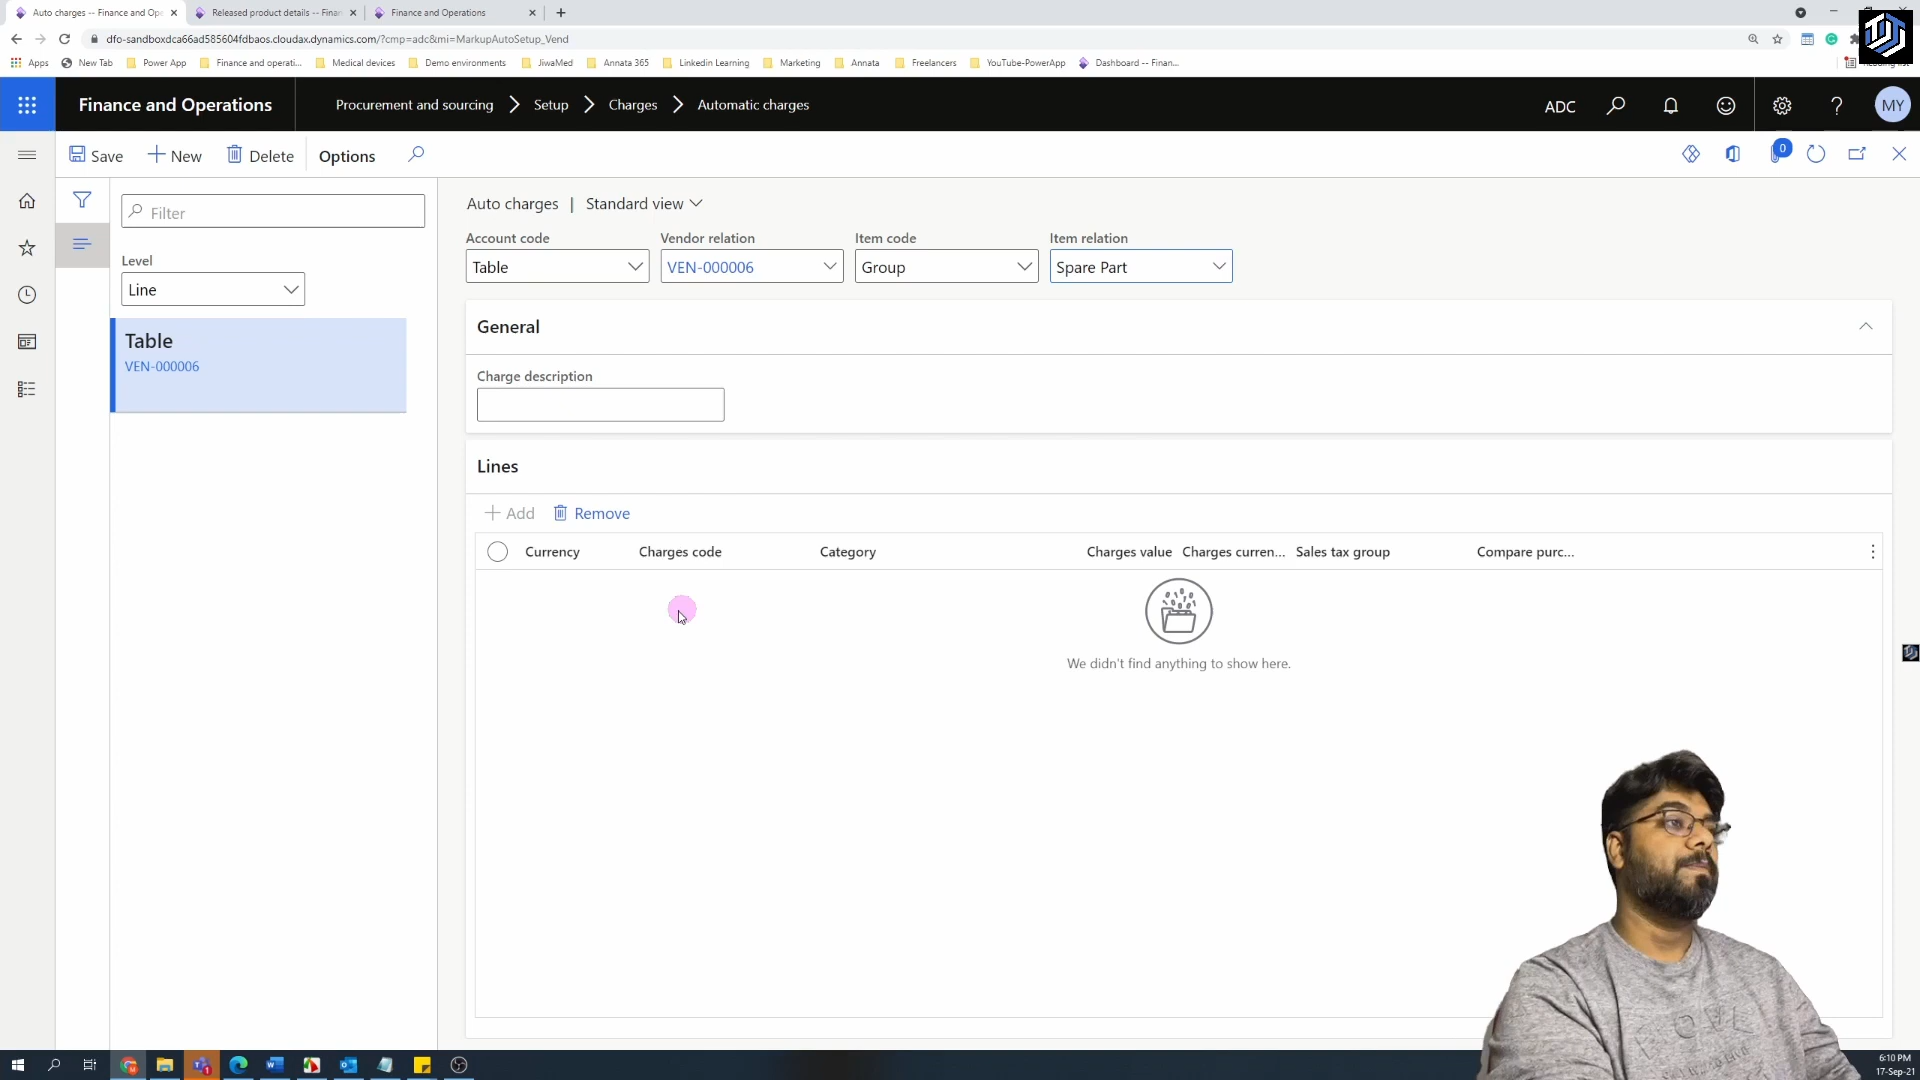 Auto charges -- Finance and Ope
Released product details -- Finan
Finance and Operations
dfo-sandboxdca66ad585604fdbaos.cloudax.dynamics.com/?cmp=adc&mi=MarkupAutoSetup_Vend
Apps
New Tab
Power App
Finance and operati...
Medical devices
Demo environments
JiwaMed
Annata 365
Linkedin Learning
Marketing
Annata
Freelancers
YouTube-PowerApp
Dashboard -- Finan...
Finance and Operations
Procurement and sourcing > Setup > Charges > Automatic charges
ADC
?
MY
Save
+ New
Delete
Options
0
Filter
Level
Line
Table
VEN-000006
Auto charges | Standard view
Account code
Vendor relation
Item code
Item relation
Table
VEN-000006
Group
Spare Part
General
Charge description
Lines
+ Add
Remove
Currency
Charges code
Category
Charges value
Charges curren...
Sales tax group
Compare purc...
We didn't find anything to show here.
6:10 PM
17-Sep-21